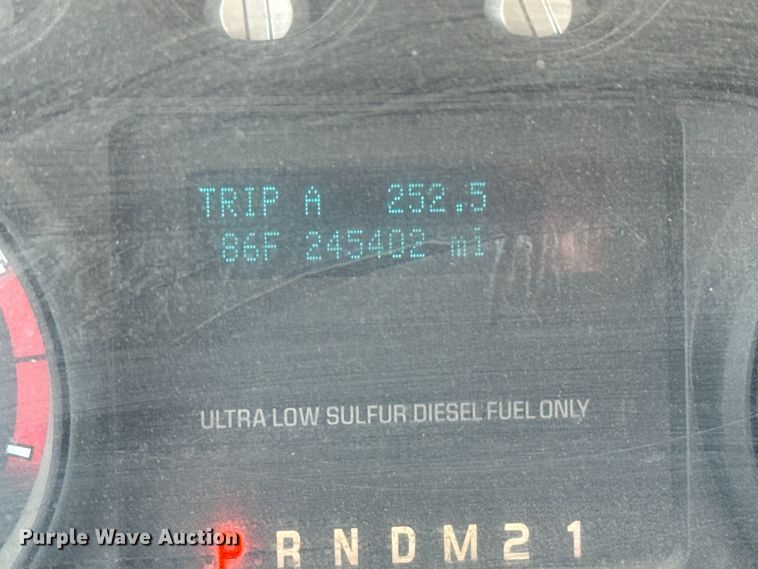 TRIP A 252.5
86F 245402 mi
ULTRA LOW SULFUR DIESEL FUEL ONLY
P R N D M 2 1
Purple Wave Auction